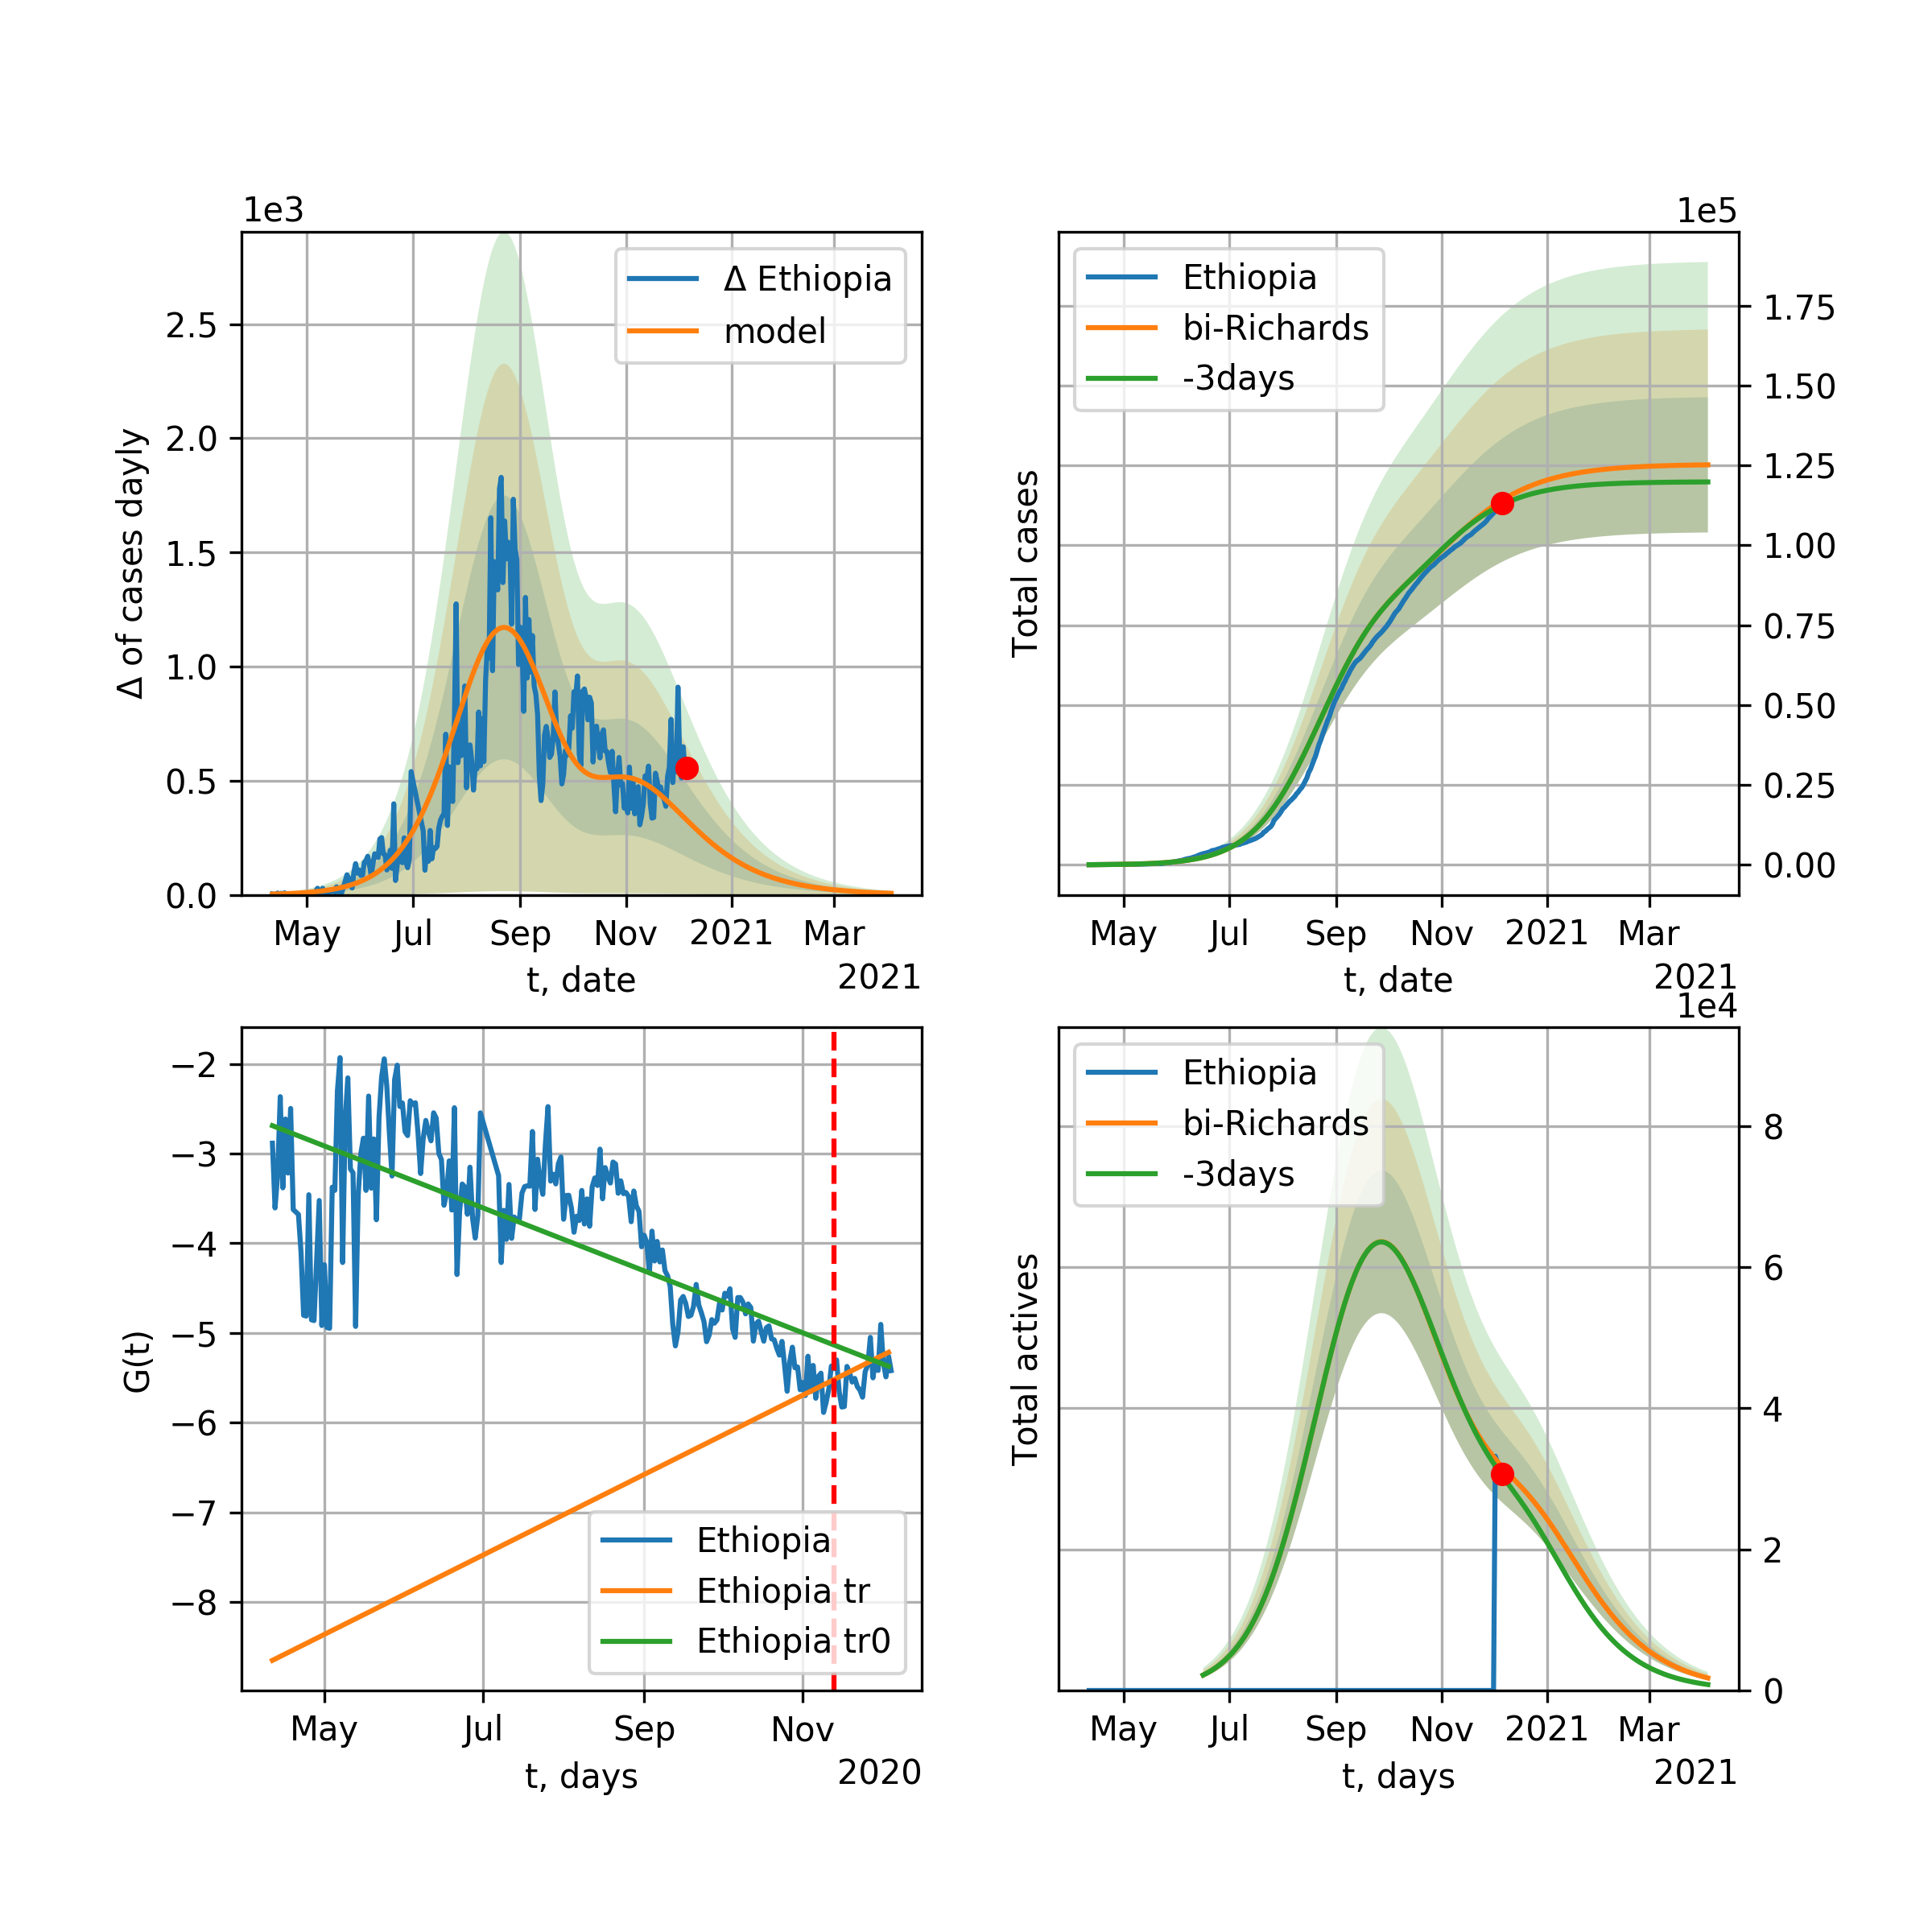 1e3
Δ Ethiopia
model
2.5
2.0
1.5
1.0
0.5
0.0
Δ of cases dayly
May Jul Sep Nov 2021 Mar
t, date
2021
1e5
Ethiopia
bi-Richards
-3days
1.75
1.50
1.25
1.00
0.75
0.50
0.25
0.00
Total cases
May Jul Sep Nov 2021 Mar
t, date
2021
−2
−3
−4
−5
−6
−7
−8
G(t)
Ethiopia
Ethiopia tr
Ethiopia tr0
May Jul Sep Nov
t, days
2020
1e4
Ethiopia
bi-Richards
-3days
8
6
4
2
0
Total actives
May Jul Sep Nov 2021 Mar
t, days
2021